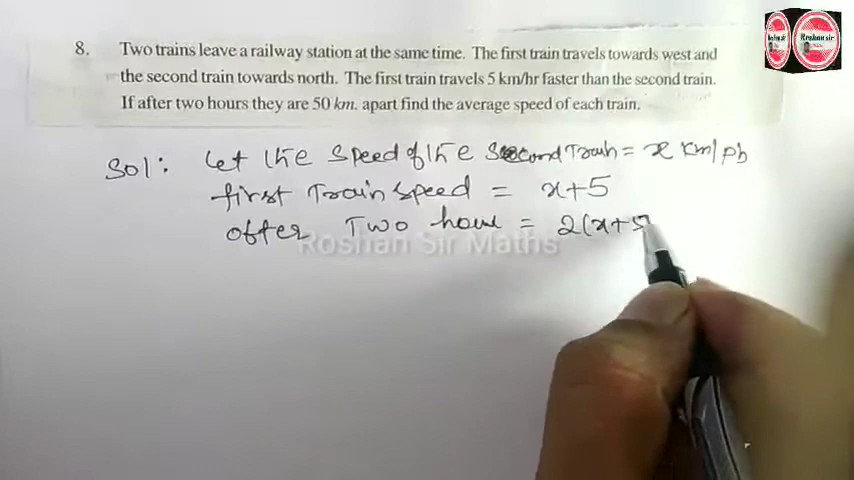 8. Two trains leave a railway station at the same time. The first train travels towards west and
the second train towards north. The first train travels 5 km/hr faster than the second train.
If after two hours they are 50 km. apart find the average speed of each train.
Sol: let the speed of the second Train = x km/ph
first Train speed = x+5
offer Two hour = 2(x+5
Roshan Sir Maths
Roshan sir